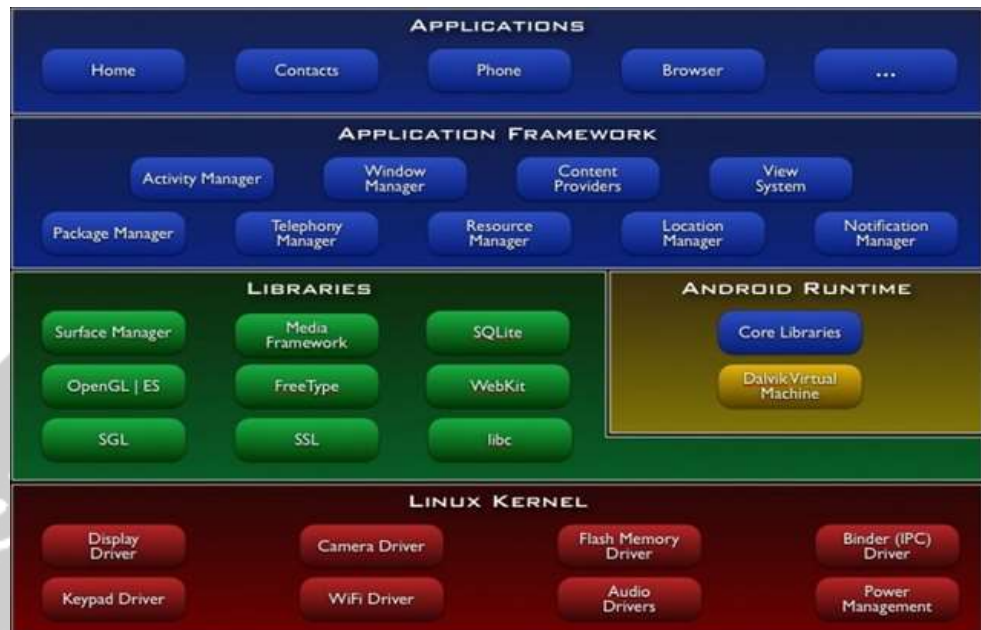 APPLICATIONS
Home
Contacts
Phone
Browser
...
APPLICATION FRAMEWORK
Activity Manager
Window
Manager
Content
Providers
View
System
Package Manager
Telephony
Manager
Resource
Manager
Location
Manager
Notification
Manager
LIBRARIES
Surface Manager
Media
Framework
SQLite
OpenGL | ES
FreeType
WebKit
SGL
SSL
libc
ANDROID RUNTIME
Core Libraries
Dalvik Virtual
Machine
LINUX KERNEL
Display
Driver
Camera Driver
Flash Memory
Driver
Binder (IPC)
Driver
Keypad Driver
WiFi Driver
Audio
Drivers
Power
Management